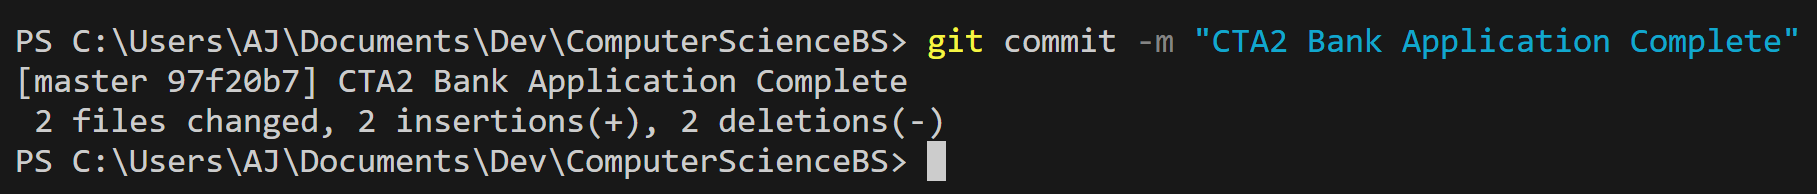 PS C:\Users\AJ\Documents\Dev\ComputerScienceBS> git commit -m "CTA2 Bank Application Complete"
[master 97f20b7] CTA2 Bank Application Complete
 2 files changed, 2 insertions(+), 2 deletions(-)
PS C:\Users\AJ\Documents\Dev\ComputerScienceBS>